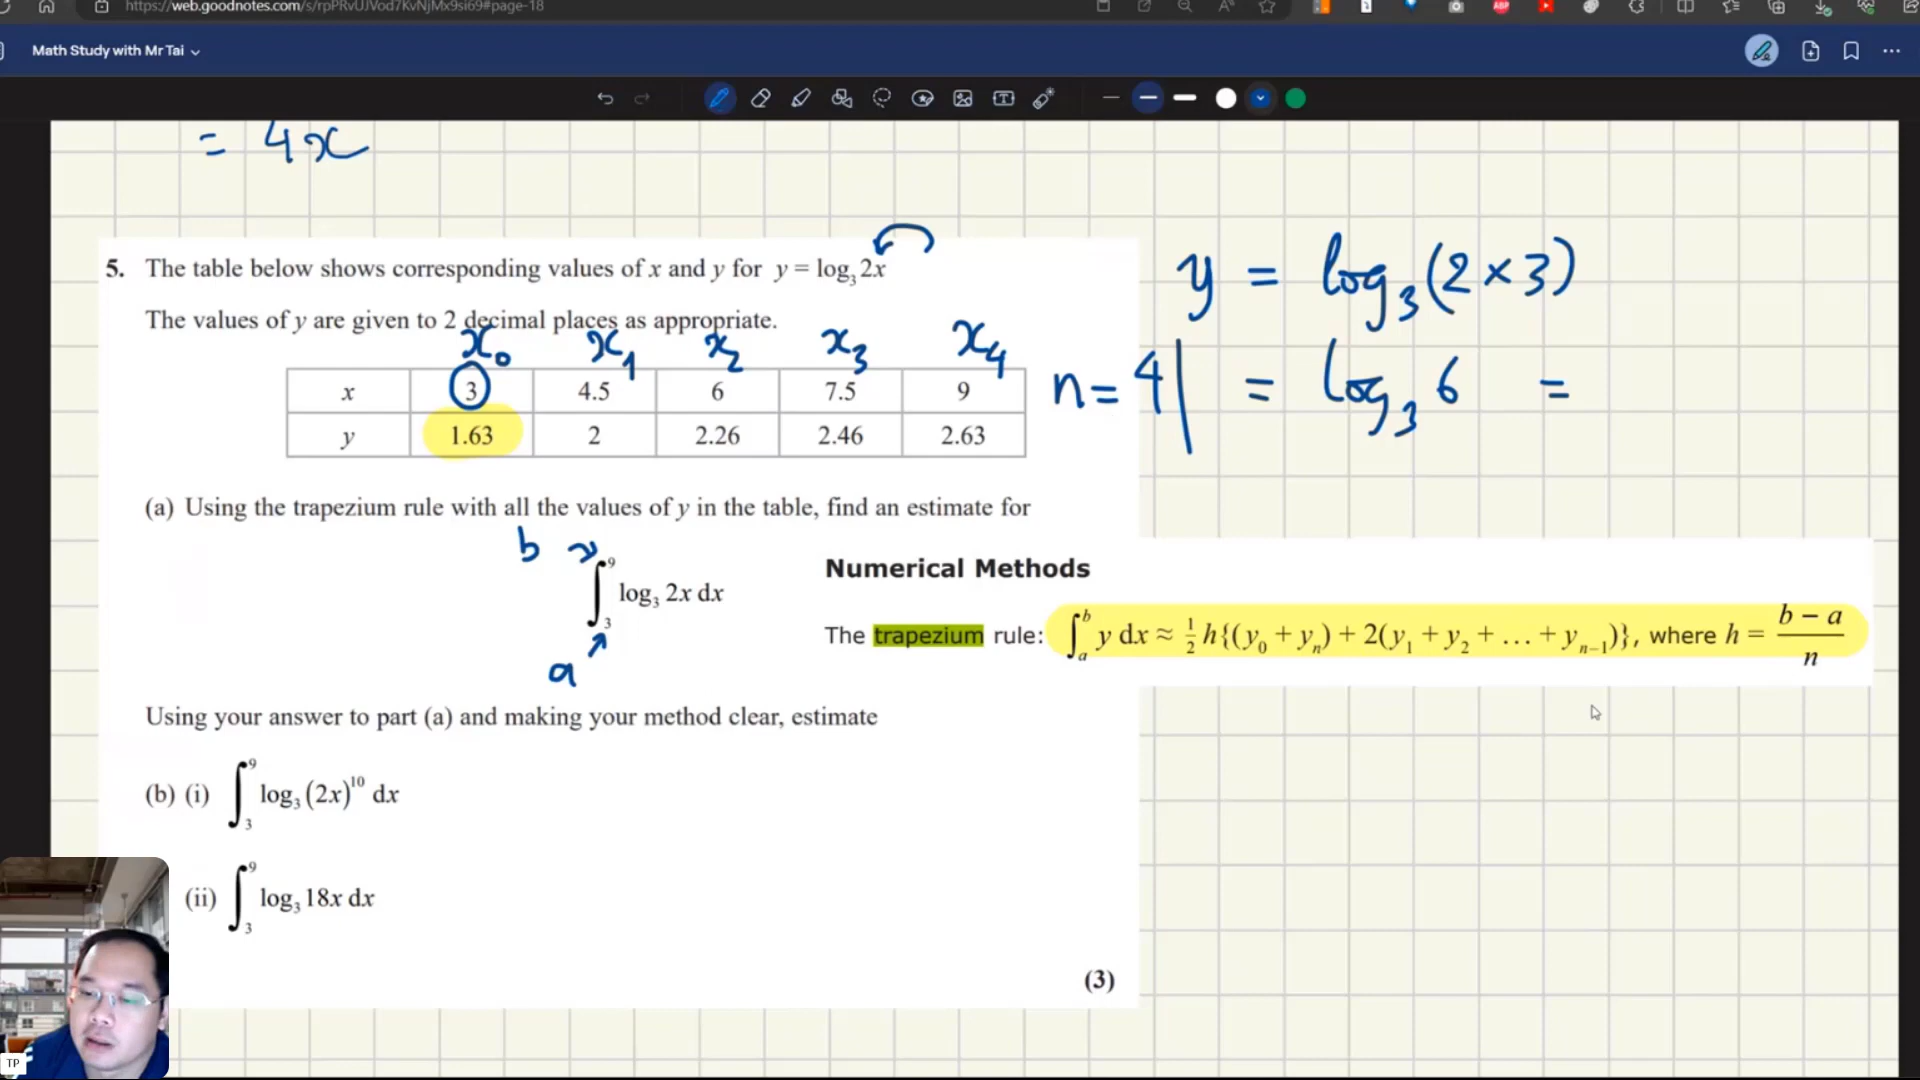 https://web.goodnotes.com/s/rpPRvUJVod7KvNjMx9si69#page-18
Math Study with Mr Tai
= 4x
5. The table below shows corresponding values of x and y for y = log₃ 2x
The values of y are given to 2 decimal places as appropriate.
x₀ x₁ x₂ x₃ x₄
x 3 4.5 6 7.5 9
y 1.63 2 2.26 2.46 2.63
y = log₃(2×3)
n = 4 = log₃ 6 =
(a) Using the trapezium rule with all the values of y in the table, find an estimate for
b
∫₃⁹ log₃ 2x dx
a
Numerical Methods
The trapezium rule: ∫ₐᵇ y dx ≈ ½ h{(y₀ + yₙ) + 2(y₁ + y₂ + ... + yₙ₋₁)}, where h = (b − a)/n
Using your answer to part (a) and making your method clear, estimate
(b) (i) ∫₃⁹ log₃ (2x)¹⁰ dx
(ii) ∫₃⁹ log₃ 18x dx
(3)
TP